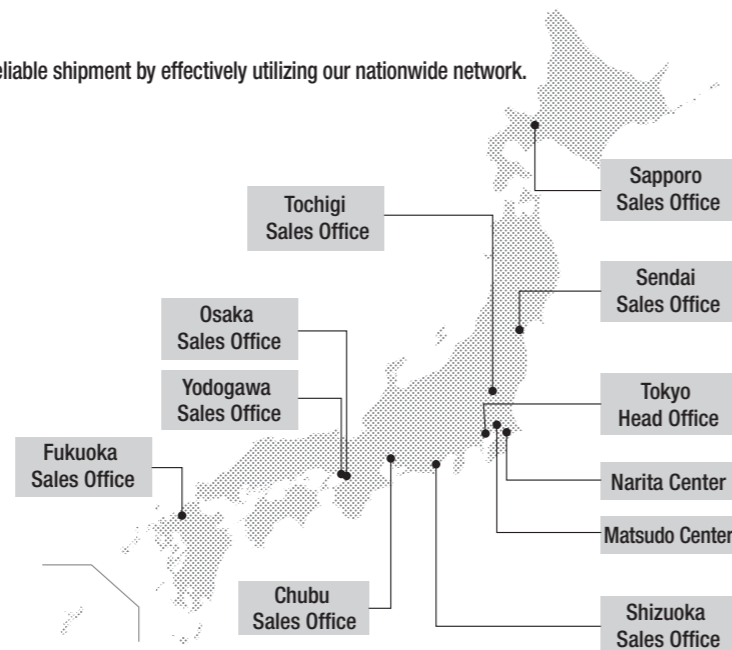 eliable shipment by effectively utilizing our nationwide network.
Sapporo
Sales Office
Tochigi
Sales Office
Sendai
Sales Office
Osaka
Sales Office
Yodogawa
Sales Office
Tokyo
Head Office
Fukuoka
Sales Office
Narita Center
Matsudo Center
Chubu
Sales Office
Shizuoka
Sales Office